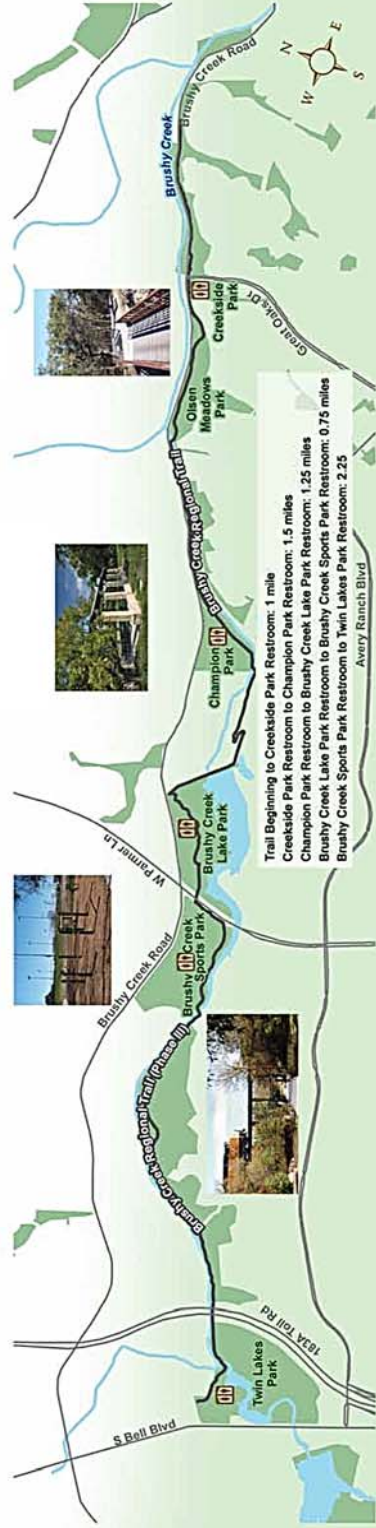 Brushy Creek Road
Brushy Creek
N
E
W
S
Creekside
Park
Great Oaks Dr
Olsen
Meadows
Park
Brushy Creek Regional Trail
Champion
Park
Trail Beginning to Creekside Park Restroom: 1 mile
Creekside Park Restroom to Champion Park Restroom: 1.5 miles
Champion Park Restroom to Brushy Creek Lake Park Restroom: 1.25 miles
Brushy Creek Lake Park Restroom to Brushy Creek Sports Park Restroom: 0.75 miles
Brushy Creek Sports Park Restroom to Twin Lakes Park Restroom: 2.25
Avery Ranch Blvd
Brushy Creek
Lake Park
W Parmer Ln
Brushy Creek
Sports Park
Brushy Creek Road
Brushy Creek Regional Trail (Phase III)
183A Toll Rd
Twin Lakes
Park
S Bell Blvd